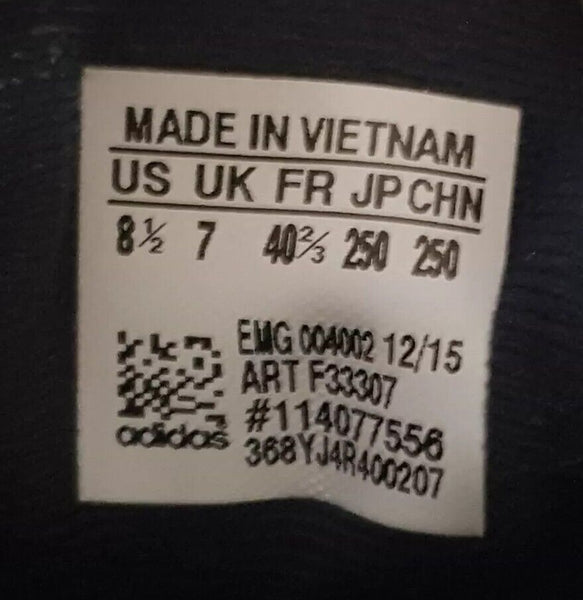 MADE IN VIETNAM
US UK FR JP CHN
8½ 7 40⅔ 250 250
EMG 004002 12/15
ART F33307
#114077556
368YJ4R400207
adidas